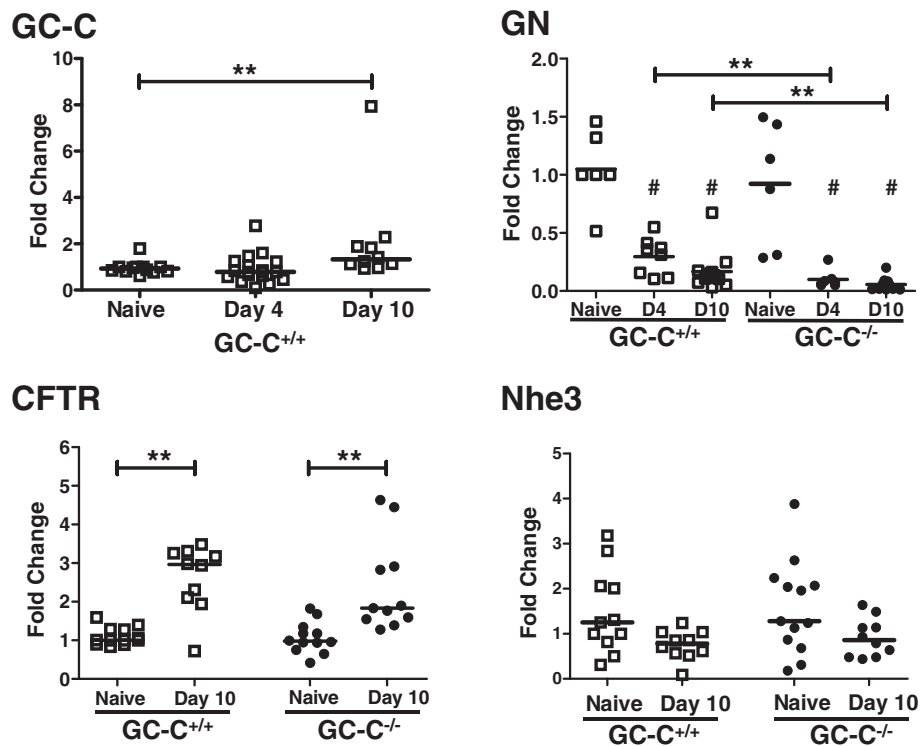 GC-C
10
8
6
4
2
0
Fold Change
**
Naive Day 4 Day 10
GC-C+/+
GN
2.0
1.5
1.0
0.5
0.0
Fold Change
**
**
# # # #
Naive D4 D10 Naive D4 D10
GC-C+/+ GC-C-/-
CFTR
6
5
4
3
2
1
0
Fold Change
** **
Naive Day 10 Naive Day 10
GC-C+/+ GC-C-/-
Nhe3
5
4
3
2
1
0
Fold Change
Naive Day 10 Naive Day 10
GC-C+/+ GC-C-/-